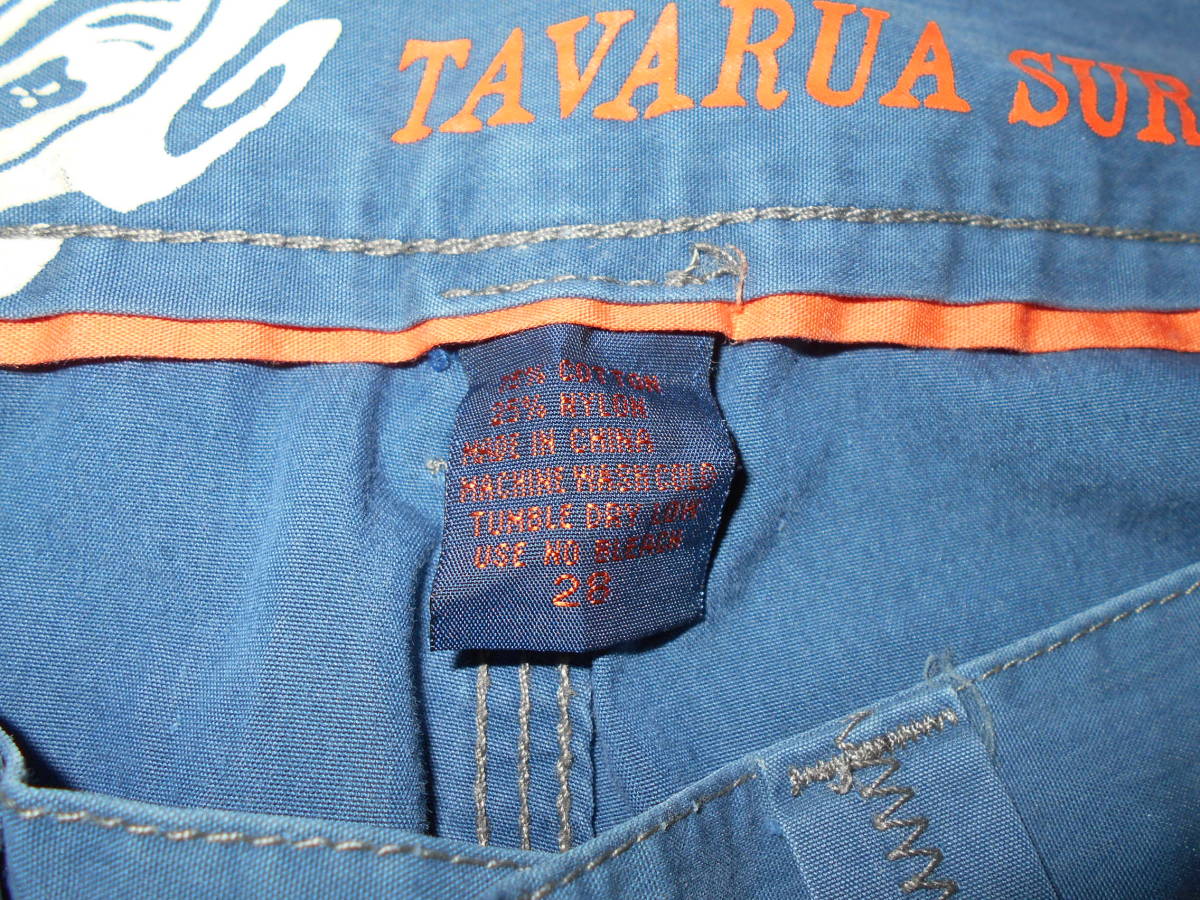 TAVARUA SUR
COTTON
35% NYLON
MADE IN CHINA
MACHINE WASH COLD
TUMBLE DRY LOW
USE NO BLEACH
28